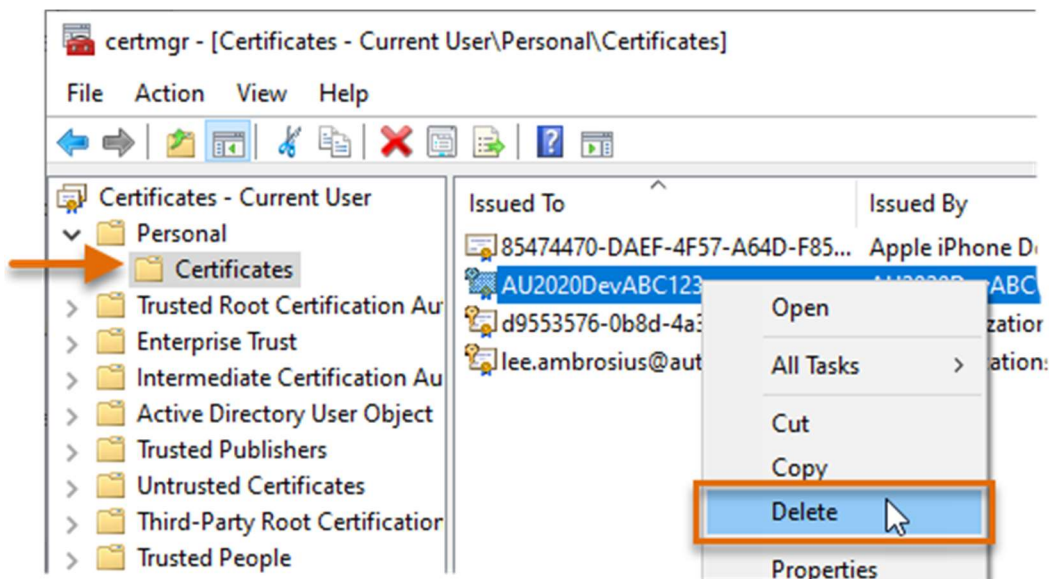 certmgr - [Certificates - Current User\Personal\Certificates]
File Action View Help
Certificates - Current User
Personal
Certificates
Trusted Root Certification Au
Enterprise Trust
Intermediate Certification Au
Active Directory User Object
Trusted Publishers
Untrusted Certificates
Third-Party Root Certification
Trusted People
Issued To Issued By
85474470-DAEF-4F57-A64D-F85... Apple iPhone D
AU2020DevABC123
d9553576-0b8d-4a3
lee.ambrosius@aut
Open
All Tasks
Cut
Copy
Delete
Properties